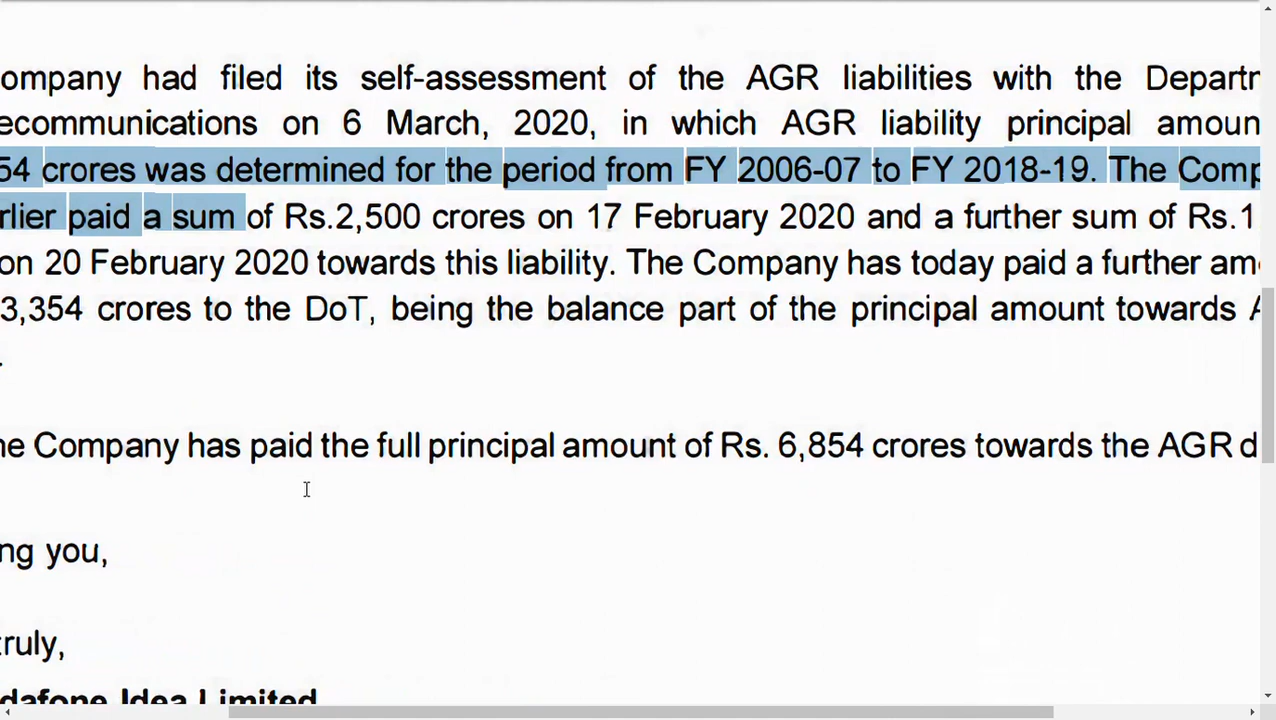 ompany had filed its self-assessment of the AGR liabilities with the Departr
ecommunications on 6 March, 2020, in which AGR liability principal amoun
54 crores was determined for the period from FY 2006-07 to FY 2018-19. The Comp
rlier paid a sum of Rs.2,500 crores on 17 February 2020 and a further sum of Rs.1
on 20 February 2020 towards this liability. The Company has today paid a further am
3,354 crores to the DoT, being the balance part of the principal amount towards A
.
he Company has paid the full principal amount of Rs. 6,854 crores towards the AGR d
ng you,
truly,
dafone Idea Limited